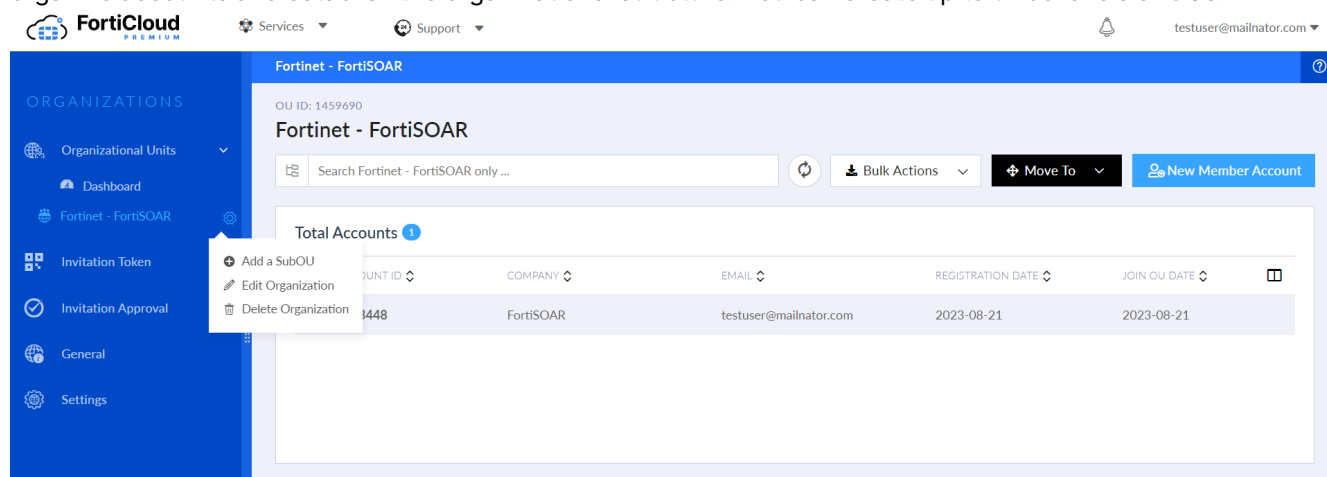 FortiCloud
PREMIUM
Services
Support
testuser@mailnator.com
Fortinet - FortiSOAR
ORGANIZATIONS
Organizational Units
Dashboard
Fortinet - FortiSOAR
Invitation Token
Invitation Approval
General
Settings
Add a SubOU
Edit Organization
Delete Organization
OU ID: 1459690
Fortinet - FortiSOAR
Search Fortinet - FortiSOAR only ...
Bulk Actions
Move To
New Member Account
Total Accounts 1
OUNT ID COMPANY EMAIL REGISTRATION DATE JOIN OU DATE
3448 FortiSOAR testuser@mailnator.com 2023-08-21 2023-08-21